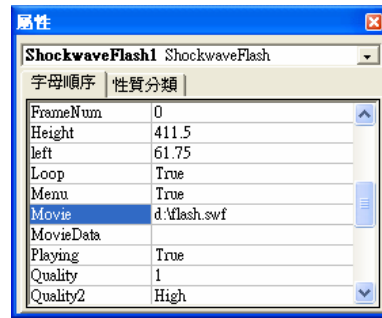 屬性
ShockwaveFlash1 ShockwaveFlash
字母順序 性質分類
FrameNum 0
Height 411.5
left 61.75
Loop True
Menu True
Movie d:\flash.swf
MovieData
Playing True
Quality 1
Quality2 High